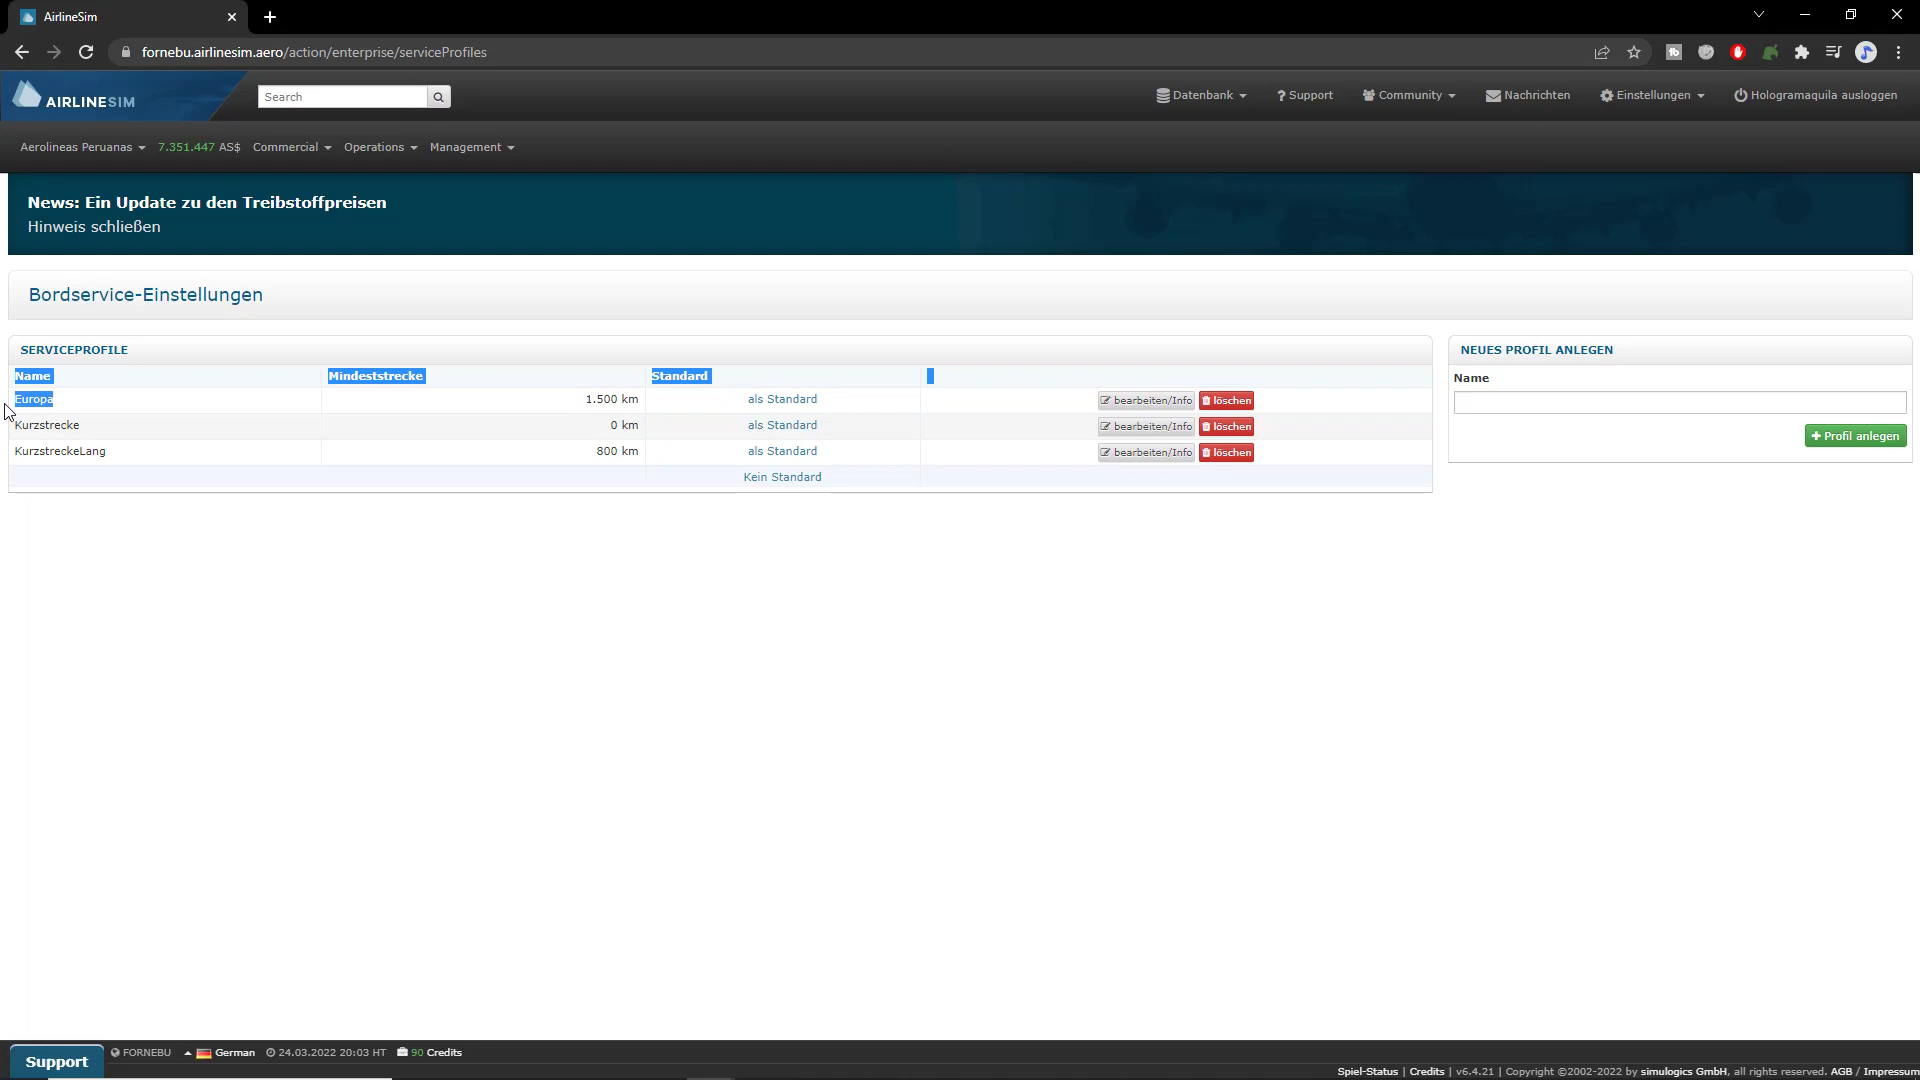 AirlineSim
fornebu.airlinesim.aero/action/enterprise/serviceProfiles
AIRLINESIM
Search
Datenbank
? Support
Community
Nachrichten
Einstellungen
Hologramaquila ausloggen
Aerolineas Peruanas
7.351.447 AS$
Commercial
Operations
Management
News: Ein Update zu den Treibstoffpreisen
Hinweis schließen
Bordservice-Einstellungen
SERVICEPROFILE
Name Mindeststrecke Standard
Europa 1.500 km als Standard bearbeiten/Info löschen
Kurzstrecke 0 km als Standard bearbeiten/Info löschen
KurzstreckeLang 800 km als Standard bearbeiten/Info löschen
Kein Standard
NEUES PROFIL ANLEGEN
Name
+ Profil anlegen
Support
FORNEBU German 24.03.2022 20:03 HT 90 Credits
Spiel-Status | Credits | v6.4.21 | Copyright ©2002-2022 by simulogics GmbH, all rights reserved. AGB / Impressum